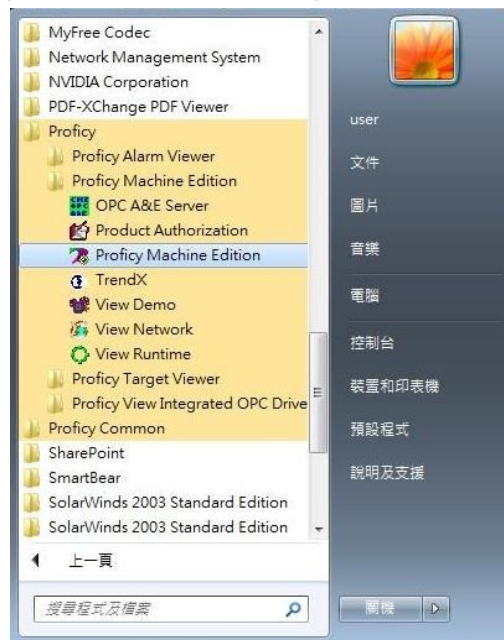 MyFree Codec
Network Management System
NVIDIA Corporation
PDF-XChange PDF Viewer
Proficy
Proficy Alarm Viewer
Proficy Machine Edition
OPC A&E Server
Product Authorization
Proficy Machine Edition
TrendX
View Demo
View Network
View Runtime
Proficy Target Viewer
Proficy View Integrated OPC Drive
Proficy Common
SharePoint
SmartBear
SolarWinds 2003 Standard Edition
SolarWinds 2003 Standard Edition
上一頁
搜尋程式及檔案
user
文件
圖片
音樂
電腦
控制台
裝置和印表機
預設程式
說明及支援
關機